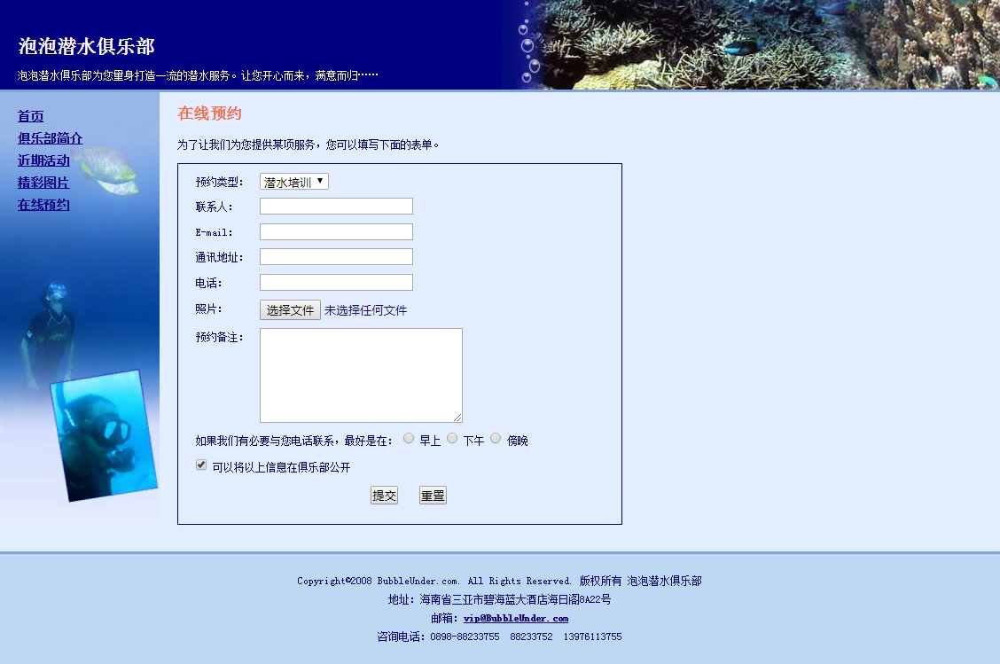 泡泡潜水俱乐部
泡泡潜水俱乐部为您量身打造一流的潜水服务。让您开心而来，满意而归……
首页
俱乐部简介
近期活动
精彩图片
在线预约
在线预约
为了让我们为您提供某项服务，您可以填写下面的表单。
预约类型： 潜水培训
联系人：
E-mail：
通讯地址：
电话：
照片： 选择文件 未选择任何文件
预约备注：
如果我们有必要与您电话联系，最好是在： 早上 下午 傍晚
可以将以上信息在俱乐部公开
提交 重置
Copyright©2008 BubbleUnder.com. All Rights Reserved. 版权所有 泡泡潜水俱乐部
地址：海南省三亚市碧海蓝大酒店海日阁8A22号
邮箱：vip@BubbleUnder.com
咨询电话：0898-88233755 88233752 13976113755